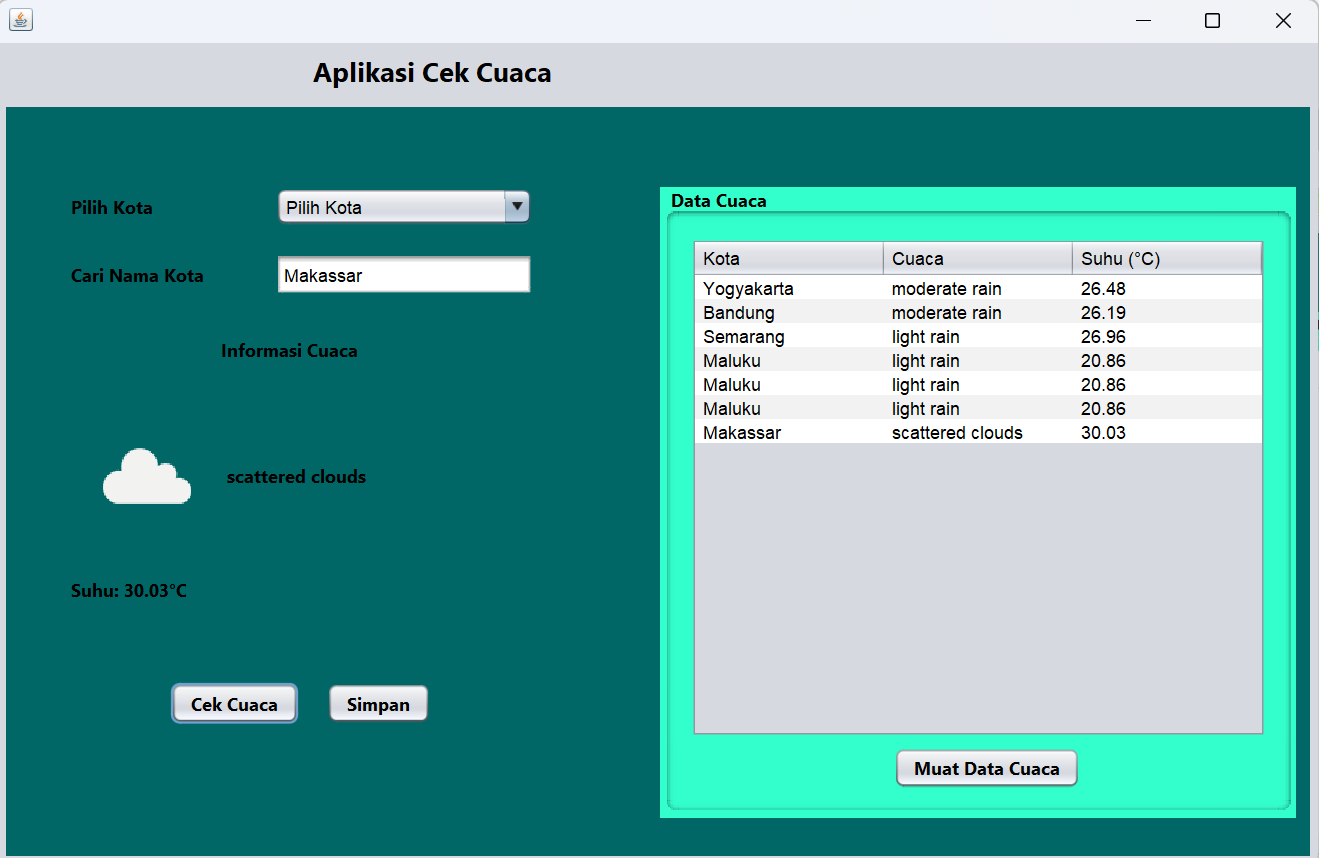 Aplikasi Cek Cuaca
Pilih Kota Pilih Kota
Cari Nama Kota Makassar
Informasi Cuaca
scattered clouds
Suhu: 30.03°C
Cek Cuaca Simpan
Data Cuaca
Kota Cuaca Suhu (°C)
Yogyakarta moderate rain 26.48
Bandung moderate rain 26.19
Semarang light rain 26.96
Maluku light rain 20.86
Maluku light rain 20.86
Maluku light rain 20.86
Makassar scattered clouds 30.03
Muat Data Cuaca